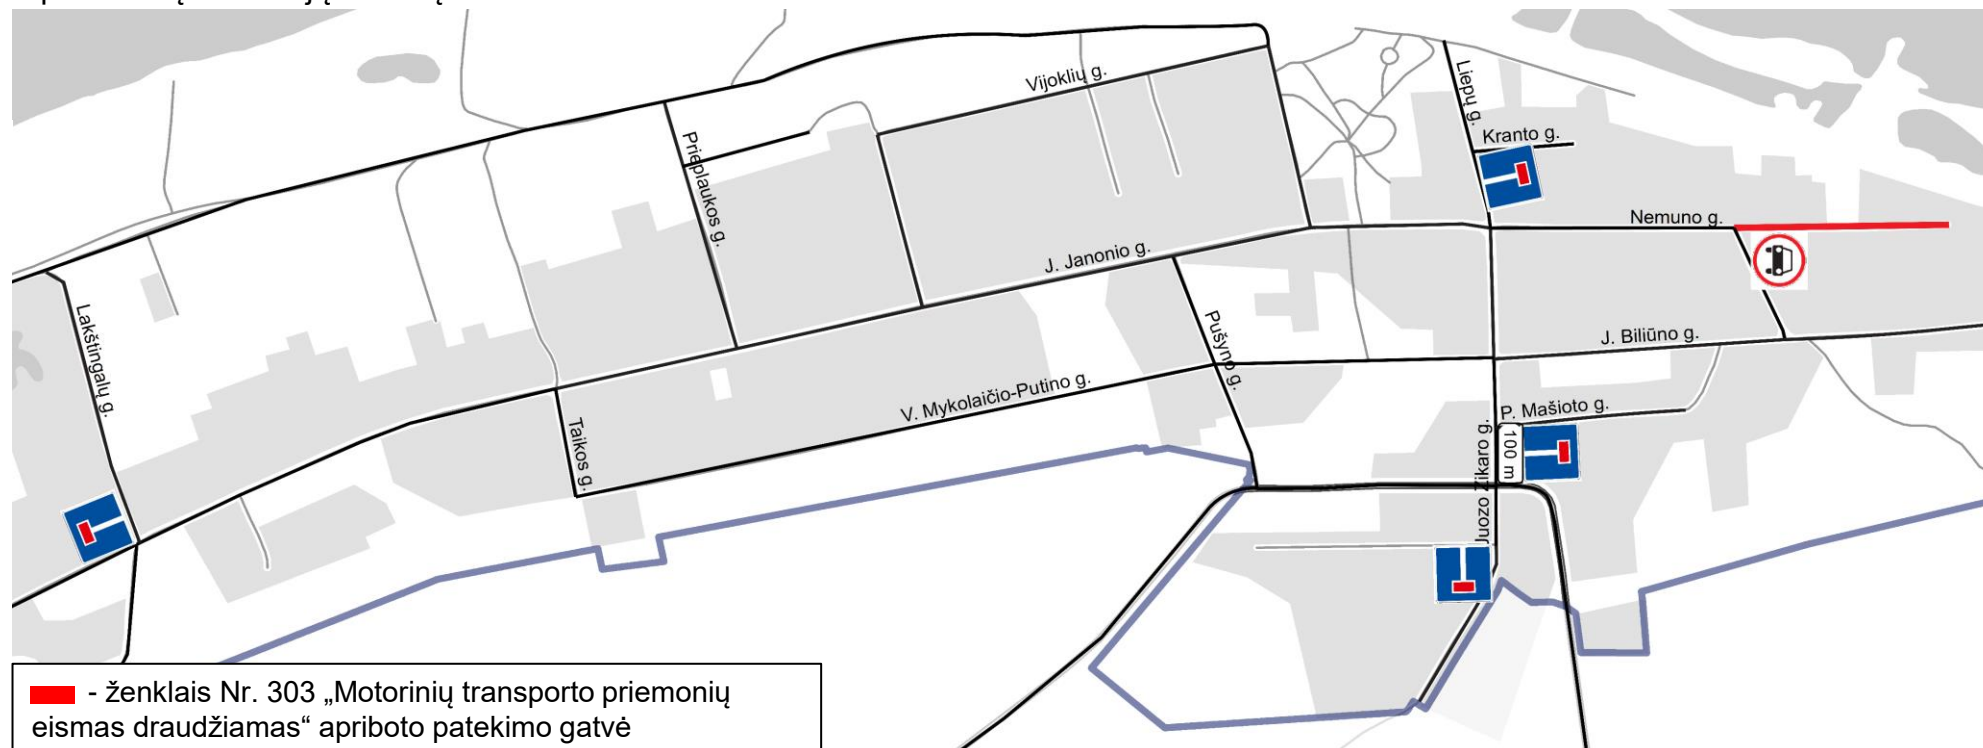 Vijoklių g.
Liepų g.
Kranto g.
Prieplaukos g.
Nemuno g.
J. Janonio g.
Lakštingalų g.
Pušyno g.
J. Biliūno g.
V. Mykolaičio-Putino g.
P. Mašioto g.
Taikos g.
Juozo Zikaro g.
100 m
- ženklais Nr. 303 „Motorinių transporto priemonių
eismas draudžiamas“ apriboto patekimo gatvė